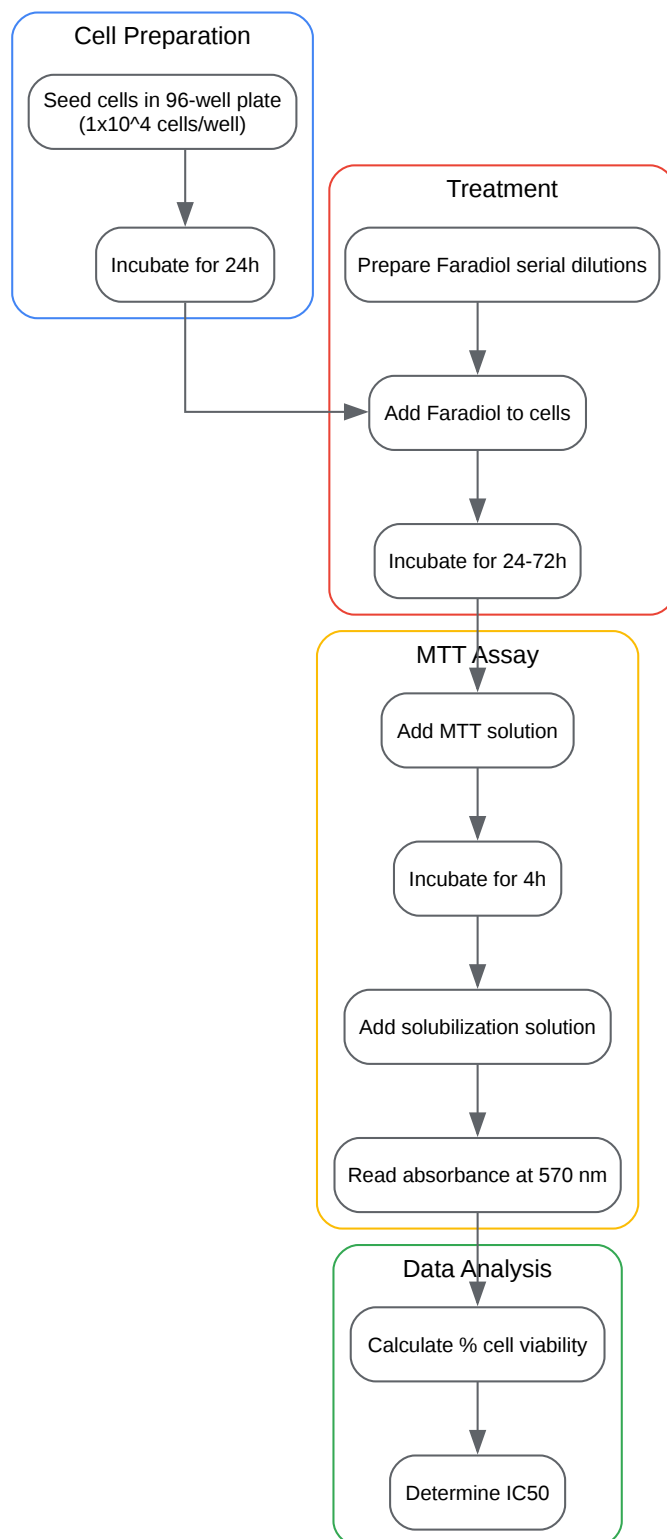 Cell Preparation
Seed cells in 96-well plate
(1x10^4 cells/well)
Incubate for 24h
Treatment
Prepare Faradiol serial dilutions
Add Faradiol to cells
Incubate for 24-72h
MTT Assay
Add MTT solution
Incubate for 4h
Add solubilization solution
Read absorbance at 570 nm
Data Analysis
Calculate % cell viability
Determine IC50